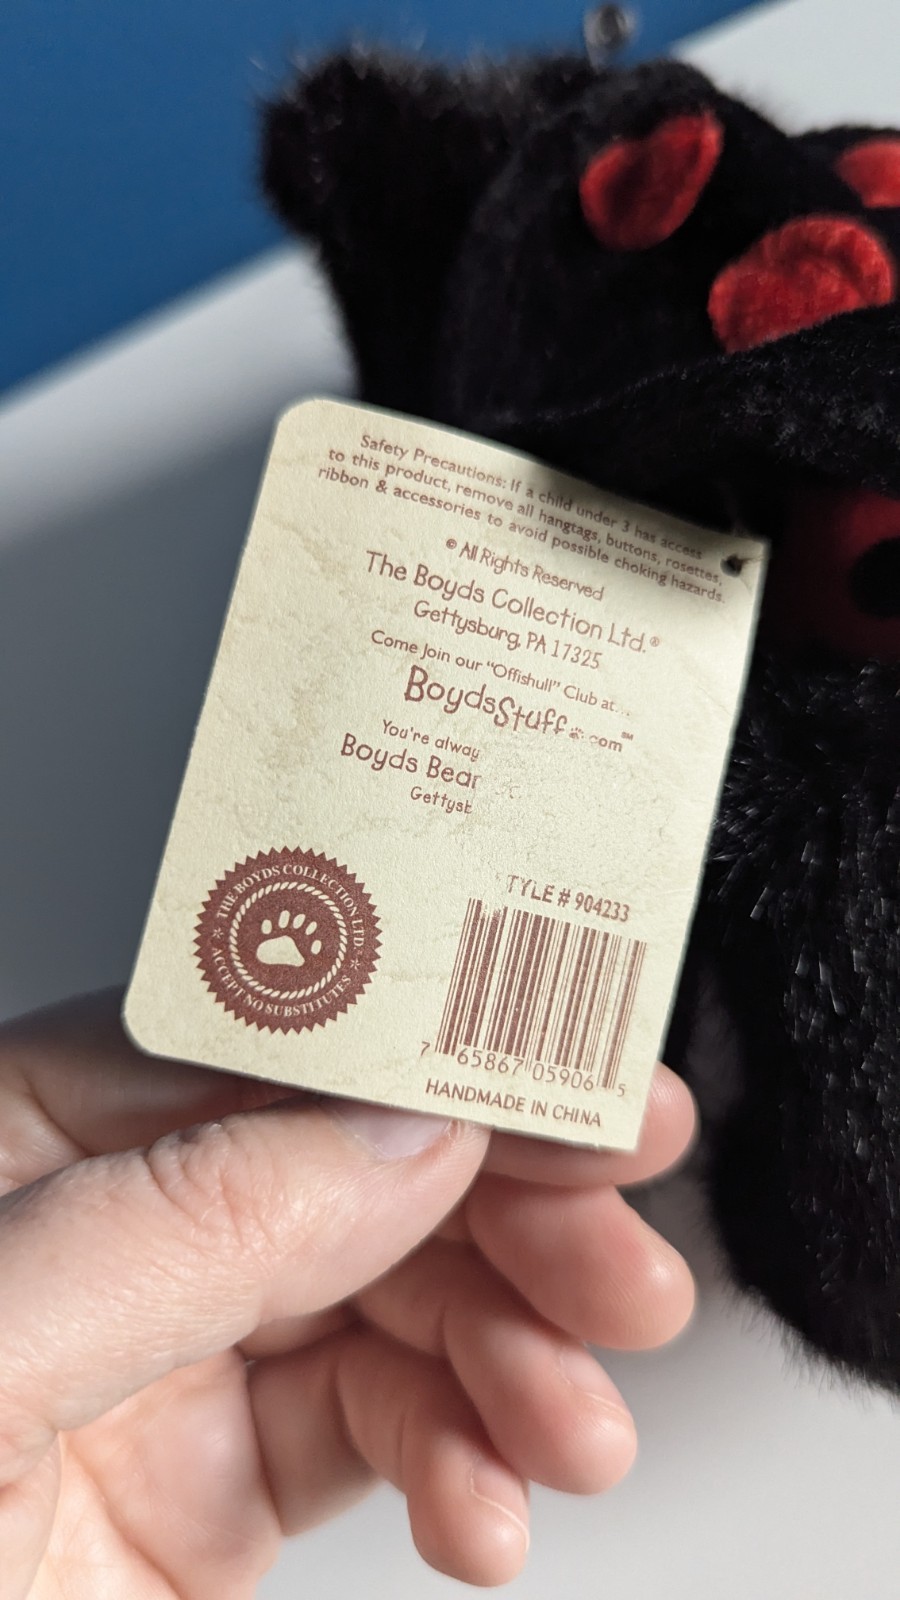 Safety Precautions: If a child under 3 has access
to this product, remove all hangtags, buttons, rosettes,
ribbon & accessories to avoid possible choking hazards.
© All Rights Reserved
The Boyds Collection Ltd.®
Gettysburg, PA 17325
Come Join our "Offishull" Club at...
BoydsStuff.com℠
You're alway
Boyds Bear
Gettysb
THE BOYDS COLLECTION LTD.
ACCEPT NO SUBSTITUTES
TYLE # 904233
7 65867 05906 5
HANDMADE IN CHINA